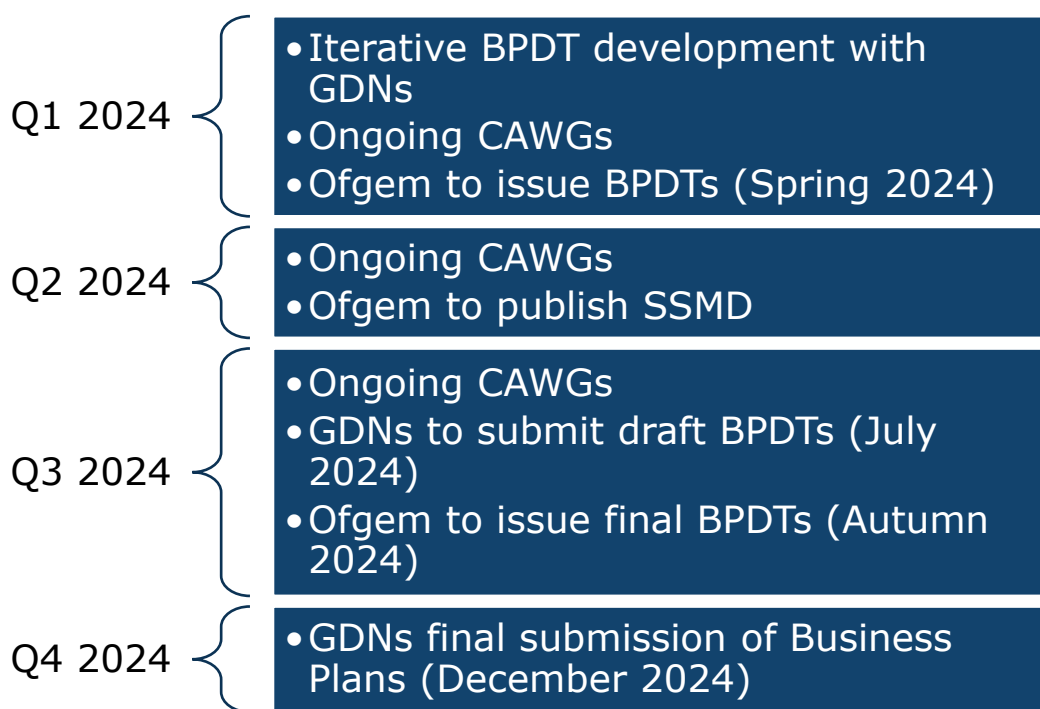 Q1 2024
•Iterative BPDT development with
GDNs
•Ongoing CAWGs
•Ofgem to issue BPDTs (Spring 2024)
Q2 2024
•Ongoing CAWGs
•Ofgem to publish SSMD
Q3 2024
•Ongoing CAWGs
•GDNs to submit draft BPDTs (July
2024)
•Ofgem to issue final BPDTs (Autumn
2024)
Q4 2024
•GDNs final submission of Business
Plans (December 2024)